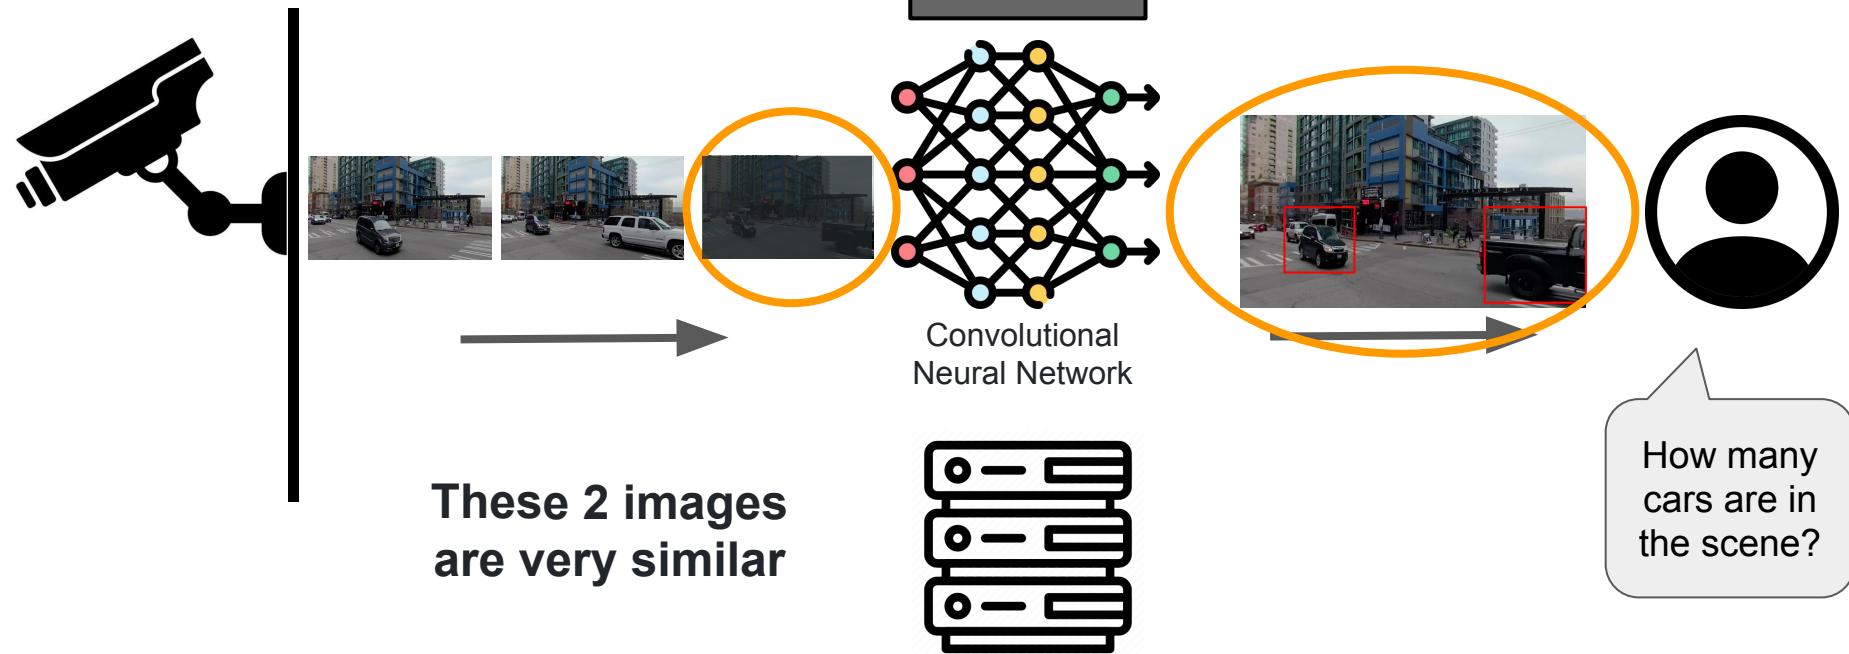 Convolutional
Neural Network
These 2 images
are very similar
How many
cars are in
the scene?